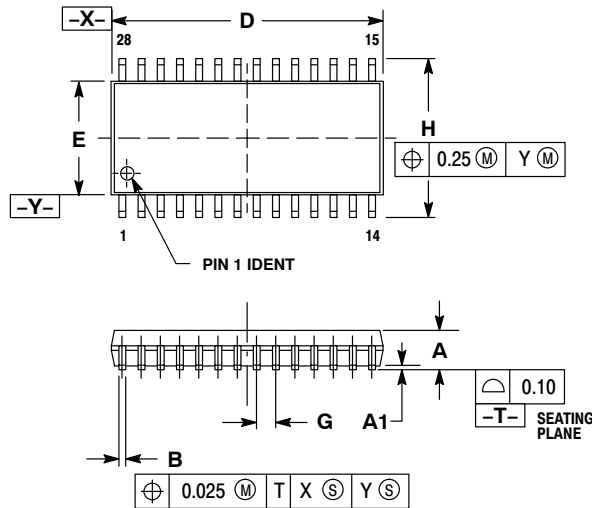 –X–
D
28
15
E
H
⌖ 0.25 Ⓜ Y Ⓜ
–Y–
1
14
PIN 1 IDENT
A
G
A1
⌓ 0.10
–T– SEATING
PLANE
B
⌖ 0.025 Ⓜ T X Ⓢ Y Ⓢ